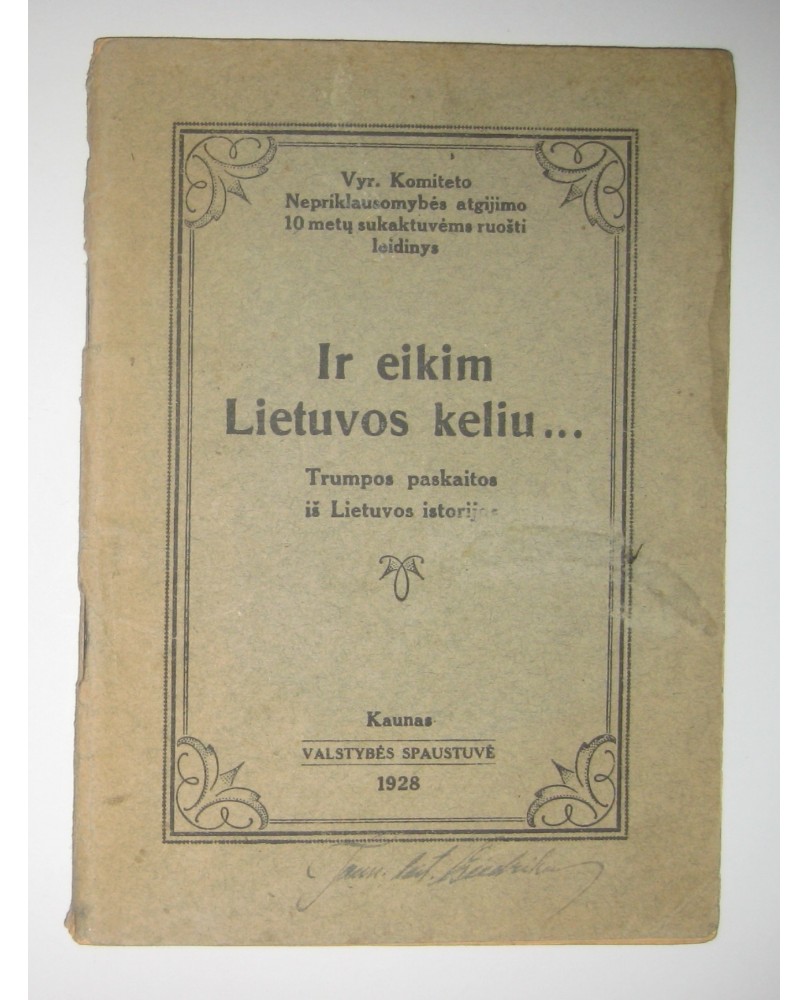 Vyr. Komiteto
Nepriklausomybės atgijimo
10 metų sukaktuvėms ruošti
leidinys
Ir eikim
Lietuvos keliu...
Trumpos paskaitos
iš Lietuvos istorijos
Kaunas
VALSTYBĖS SPAUSTUVĖ
1928